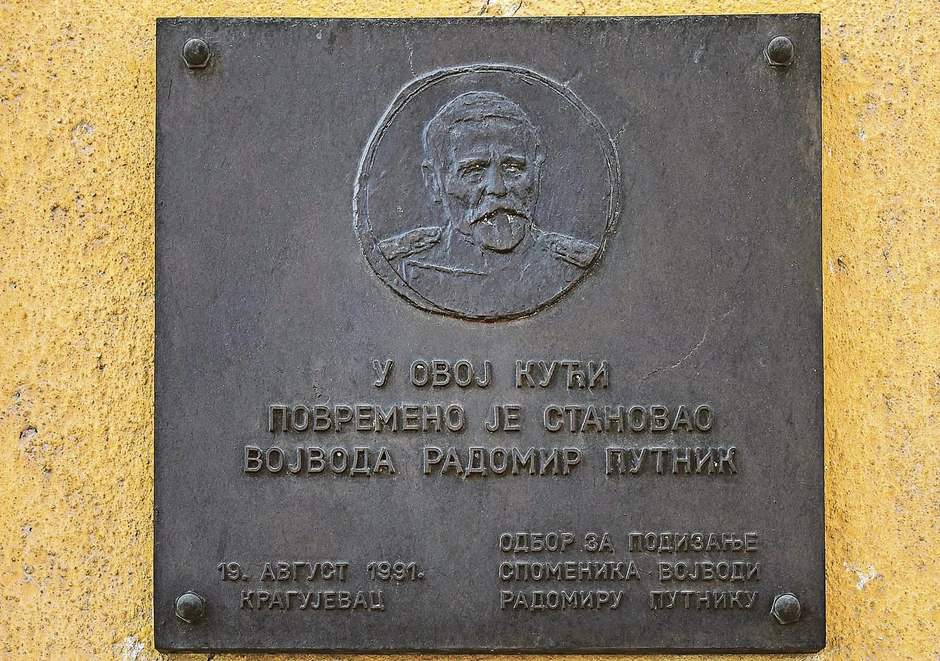 У ОВОЈ КУЋИ
ПОВРЕМЕНО ЈЕ СТАНОВАО
ВОЈВОДА РАДОМИР ПУТНИК
19. АВГУСТ 1991.
КРАГУЈЕВАЦ
ОДБОР ЗА ПОДИЗАЊЕ
СПОМЕНИКА ВОЈВОДИ
РАДОМИРУ ПУТНИКУ